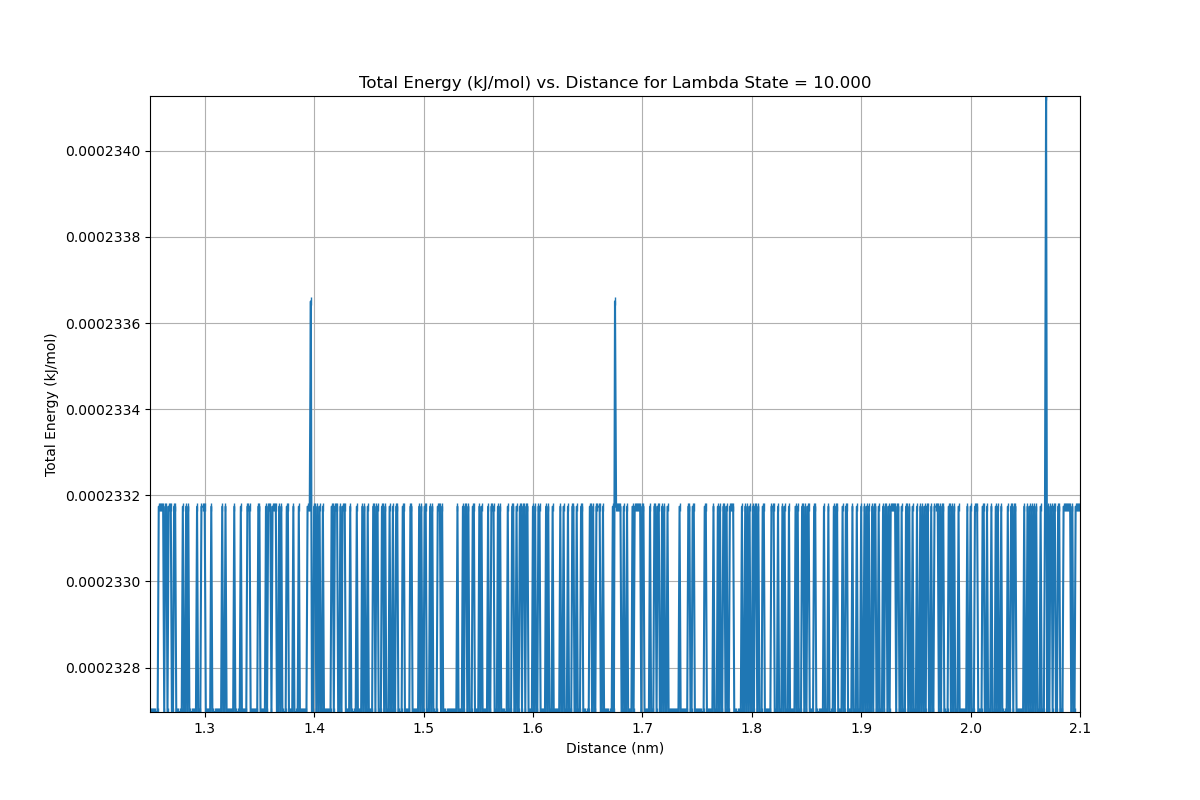 Total Energy (kJ/mol) vs. Distance for Lambda State = 10.000
0.0002340
0.0002338
0.0002336
0.0002334
0.0002332
0.0002330
0.0002328
Total Energy (kJ/mol)
1.3 1.4 1.5 1.6 1.7 1.8 1.9 2.0 2.1
Distance (nm)